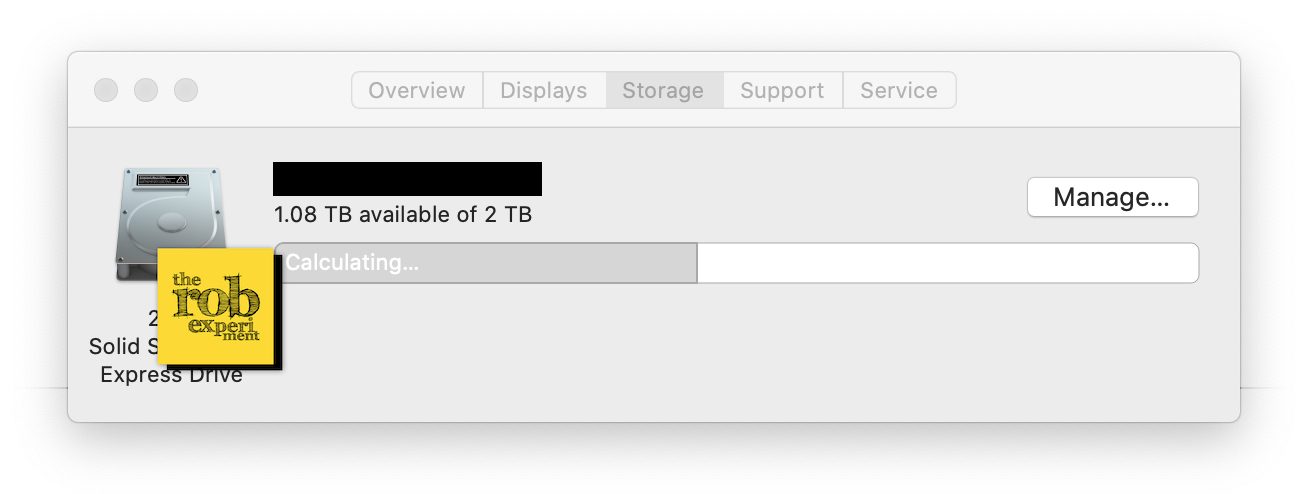 Overview Displays Storage Support Service
1.08 TB available of 2 TB
Manage...
Calculating...
the
rob
experi
ment
2
Solid S
Express Drive